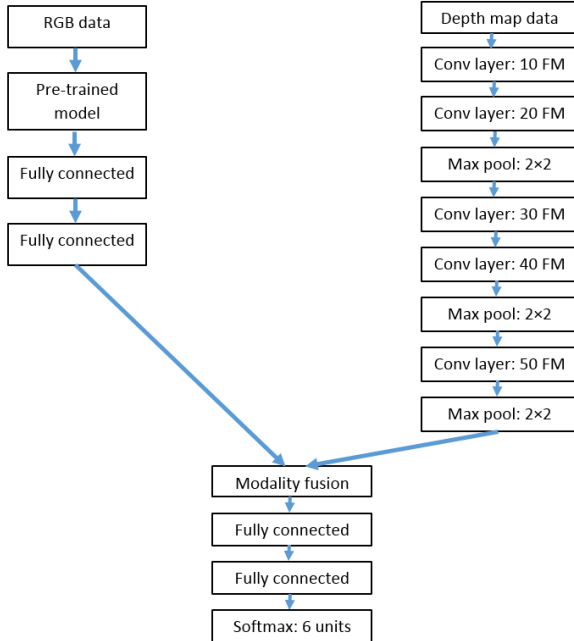 RGB data
Pre-trained
model
Fully connected
Fully connected
Depth map data
Conv layer: 10 FM
Conv layer: 20 FM
Max pool: 2×2
Conv layer: 30 FM
Conv layer: 40 FM
Max pool: 2×2
Conv layer: 50 FM
Max pool: 2×2
Modality fusion
Fully connected
Fully connected
Softmax: 6 units